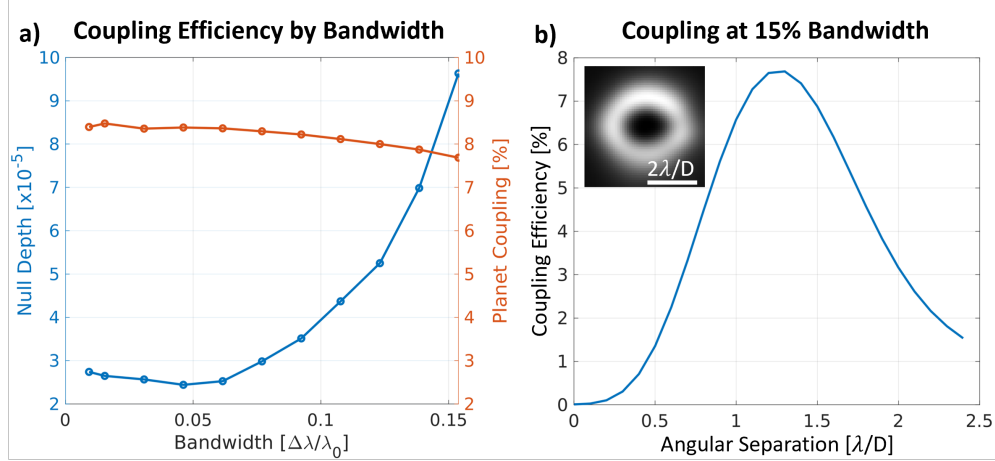 a) Coupling Efficiency by Bandwidth
10
9
8
7
6
5
4
3
2
Null Depth [x10⁻⁵]
10
9
8
7
6
5
4
3
2
Planet Coupling [%]
0 0.05 0.1 0.15
Bandwidth [Δλ/λ₀]
b) Coupling at 15% Bandwidth
8
7
6
5
4
3
2
1
0
Coupling Efficiency [%]
2λ/D
0 0.5 1 1.5 2 2.5
Angular Separation [λ/D]